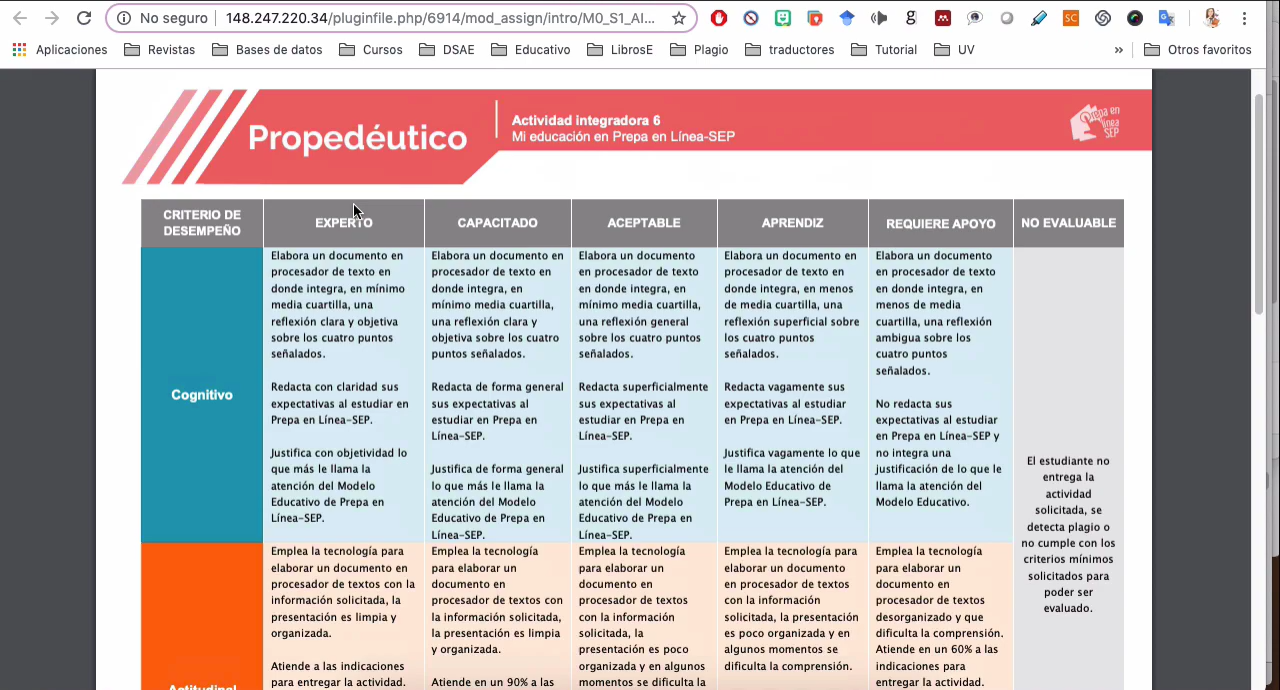 No seguro
148.247.220.34/pluginfile.php/6914/mod_assign/intro/M0_S1_AI...
Aplicaciones
Revistas
Bases de datos
Cursos
DSAE
Educativo
LibrosE
Plagio
traductores
Tutorial
UV
»
Otros favoritos
Propedéutico
Actividad integradora 6
Mi educación en Prepa en Línea-SEP
Prepa en
línea
SEP
CRITERIO DE
DESEMPEÑO
EXPERTO
CAPACITADO
ACEPTABLE
APRENDIZ
REQUIERE APOYO
NO EVALUABLE
Cognitivo
Elabora un documento en
procesador de texto en
donde integra, en mínimo
media cuartilla, una
reflexión clara y objetiva
sobre los cuatro puntos
señalados.
Redacta con claridad sus
expectativas al estudiar en
Prepa en Línea-SEP.
Justifica con objetividad lo
que más le llama la
atención del Modelo
Educativo de Prepa en
Línea-SEP.
Elabora un documento en
procesador de texto en
donde integra, en
mínimo media cuartilla,
una reflexión clara y
objetiva sobre los cuatro
puntos señalados.
Redacta de forma general
sus expectativas al
estudiar en Prepa en
Línea-SEP.
Justifica de forma general
lo que más le llama la
atención del Modelo
Educativo de Prepa en
Línea-SEP.
Elabora un documento
en procesador de texto
en donde integra, en
mínimo media cuartilla,
una reflexión general
sobre los cuatro puntos
señalados.
Redacta superficialmente
sus expectativas al
estudiar en Prepa en
Línea-SEP.
Justifica superficialmente
lo que más le llama la
atención del Modelo
Educativo de Prepa en
Línea-SEP.
Elabora un documento en
procesador de texto en
donde integra, en menos
de media cuartilla, una
reflexión superficial sobre
los cuatro puntos
señalados.
Redacta vagamente sus
expectativas al estudiar
en Prepa en Línea-SEP.
Justifica vagamente lo que
le llama la atención del
Modelo Educativo de
Prepa en Línea-SEP.
Elabora un documento
en procesador de texto
en donde integra, en
menos de media
cuartilla, una reflexión
ambigua sobre los
cuatro puntos
señalados.
No redacta sus
expectativas al estudiar
en Prepa en Línea-SEP y
no integra una
justificación de lo que le
llama la atención del
Modelo Educativo.
El estudiante no
entrega la
actividad
solicitada, se
detecta plagio o
no cumple con los
criterios mínimos
solicitados para
poder ser
evaluado.
Actitudinal
Emplea la tecnología para
elaborar un documento en
procesador de textos con la
información solicitada, la
presentación es limpia y
organizada.
Atiende a las indicaciones
para entregar la actividad.
Emplea la tecnología
para elaborar un
documento en
procesador de textos con
la información solicitada,
la presentación es limpia
y organizada.
Atiende en un 90% a las
Emplea la tecnología
para elaborar un
documento en
procesador de textos
con la información
solicitada, la
presentación es poco
organizada y en algunos
momentos se dificulta la
Emplea la tecnología para
elaborar un documento
en procesador de textos
con la información
solicitada, la presentación
es poco organizada y en
algunos momentos se
dificulta la comprensión.
Emplea la tecnología
para elaborar un
documento en
procesador de textos
desorganizado y que
dificulta la comprensión.
Atiende en un 60% a las
indicaciones para
entregar la actividad.